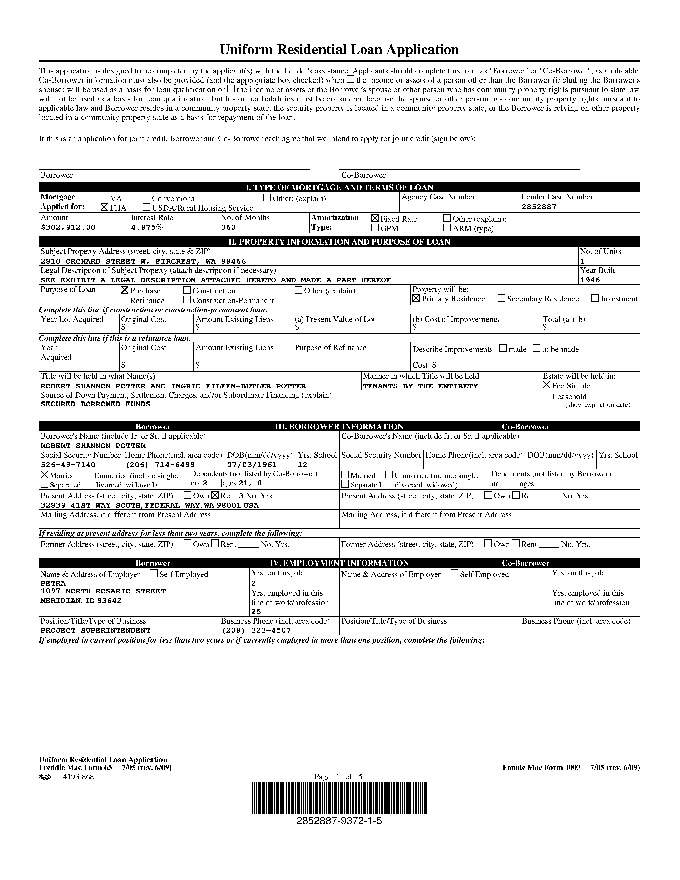 Uniform Residential Loan Application
This application is designed to be completed by the applicant(s) with the Lender's assistance. Applicants should complete this form as "Borrower" or "Co-Borrower", as applicable.
Co-Borrower information must also be provided (and the appropriate box checked) when the income or assets of a person other than the Borrower (including the Borrower's
spouse) will be used as a basis for loan qualification or the income or assets of the Borrower's spouse or other person who has community property rights pursuant to state law
will not be used as a basis for loan qualification, but his or her liabilities must be considered because the spouse or other person has community property rights pursuant to
applicable law and Borrower resides in a community property state, the security property is located in a community property state, or the Borrower is relying on other property
located in a community property state as a basis for repayment of the loan.
If this is an application for joint credit, Borrower and Co-Borrower each agree that we intend to apply for joint credit (sign below):
Borrower Co-Borrower
I. TYPE OF MORTGAGE AND TERMS OF LOAN
Mortgage VA Conventional Other (explain): Agency Case Number Lender Case Number
Applied for: FHA USDA/Rural Housing Service 2852887
Amount Interest Rate No. of Months Amortization Fixed Rate Other (explain):
$302,912.00 4.875% 360 Type: GPM ARM (type):
II. PROPERTY INFORMATION AND PURPOSE OF LOAN
Subject Property Address (street, city, state & ZIP) No. of Units
2910 ORCHARD STREET W, FIRCREST, WA 98466 1
Legal Description of Subject Property (attach description if necessary) Year Built
SEE EXHIBIT A LEGAL DESCRIPTION ATTACHED HERETO AND MADE A PART HEREOF 1946
Purpose of Loan Purchase Construction Other (explain): Property will be:
Refinance Construction-Permanent Primary Residence Secondary Residence Investment
Complete this line if construction or construction-permanent loan.
Year Lot Acquired Original Cost Amount Existing Liens (a) Present Value of Lot (b) Cost of Improvements Total (a + b)
$ $ $ $ $
Complete this line if this is a refinance loan.
Year Original Cost Amount Existing Liens Purpose of Refinance Describe Improvements made to be made
Acquired
$ $ Cost: $
Title will be held in what Name(s) Manner in which Title will be held Estate will be held in:
ROBERT SHANNON POTTER AND INGRID EILEEN-BUTLER POTTER TENANTS BY THE ENTIRETY Fee Simple
Source of Down Payment, Settlement Charges, and/or Subordinate Financing (explain) Leasehold
SECURED BORROWED FUNDS (show expiration date)
Borrower III. BORROWER INFORMATION Co-Borrower
Borrower's Name (include Jr. or Sr. if applicable) Co-Borrower's Name (include Jr. or Sr. if applicable)
ROBERT SHANNON POTTER
Social Security Number Home Phone (incl. area code) DOB (mm/dd/yyyy) Yrs. School Social Security Number Home Phone (incl. area code) DOB (mm/dd/yyyy) Yrs. School
526-49-7140 (206) 714-6488 07/03/1961 12
Married Unmarried (include single, Dependents (not listed by Co-Borrower) Married Unmarried (include single, Dependents (not listed by Borrower)
Separated divorced, widowed) no. 2 ages 21, 0 Separated divorced, widowed) no. ages
Present Address (street, city, state, ZIP) Own Rent 3 No. Yrs. Present Address (street, city, state, ZIP) Own Rent No. Yrs.
32839 41ST WAY SOUTH, FEDERAL WAY, WA 98001 USA
Mailing Address, if different from Present Address Mailing Address, if different from Present Address
If residing at present address for less than two years, complete the following:
Former Address (street, city, state, ZIP) Own Rent No. Yrs. Former Address (street, city, state, ZIP) Own Rent No. Yrs.
Borrower IV. EMPLOYMENT INFORMATION Co-Borrower
Name & Address of Employer Self Employed Yrs. on this job Name & Address of Employer Self Employed Yrs. on this job
PETRA 2
1097 NORTH ROSARIO STREET Yrs. employed in this Yrs. employed in this
MERIDIAN, ID 83642 line of work/profession line of work/profession
25
Position/Title/Type of Business Business Phone (incl. area code) Position/Title/Type of Business Business Phone (incl. area code)
PROJECT SUPERINTENDENT (208) 323-4507
If employed in current position for less than two years or if currently employed in more than one position, complete the following:
Uniform Residential Loan Application
Freddie Mac Form 65 7/05 (rev. 6/09) Fannie Mae Form 1003 7/05 (rev. 6/09)
Page 1 of 5
2852887-9372-1-5